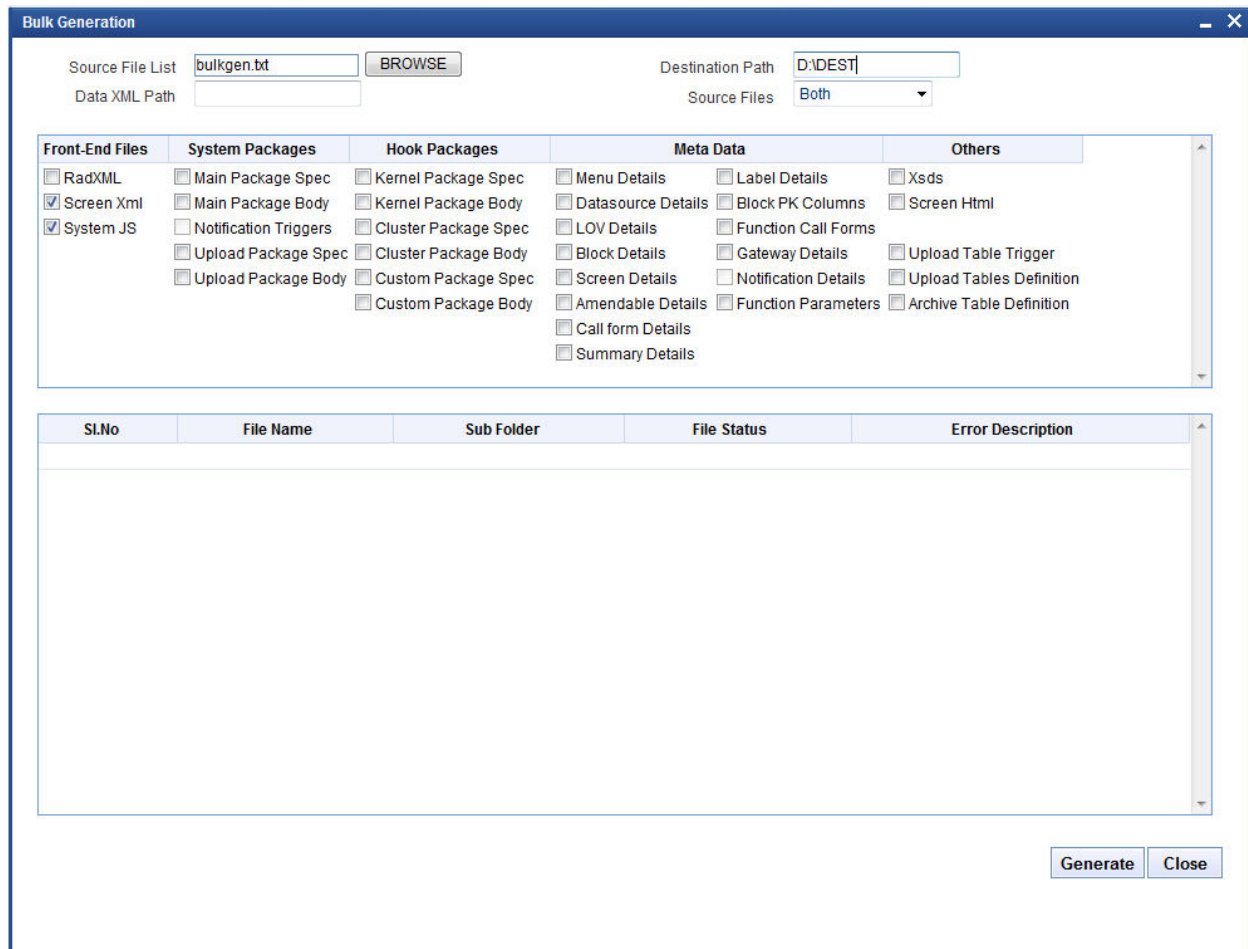 Bulk Generation
Source File List bulkgen.txt BROWSE Destination Path D:\DEST
Data XML Path Source Files Both
Front-End Files System Packages Hook Packages Meta Data Others
RadXML Main Package Spec Kernel Package Spec Menu Details Label Details Xsds
Screen Xml Main Package Body Kernel Package Body Datasource Details Block PK Columns Screen Html
System JS Notification Triggers Cluster Package Spec LOV Details Function Call Forms
Upload Package Spec Cluster Package Body Block Details Gateway Details Upload Table Trigger
Upload Package Body Custom Package Spec Screen Details Notification Details Upload Tables Definition
Custom Package Body Amendable Details Function Parameters Archive Table Definition
Call form Details
Summary Details
Sl.No File Name Sub Folder File Status Error Description
Generate Close